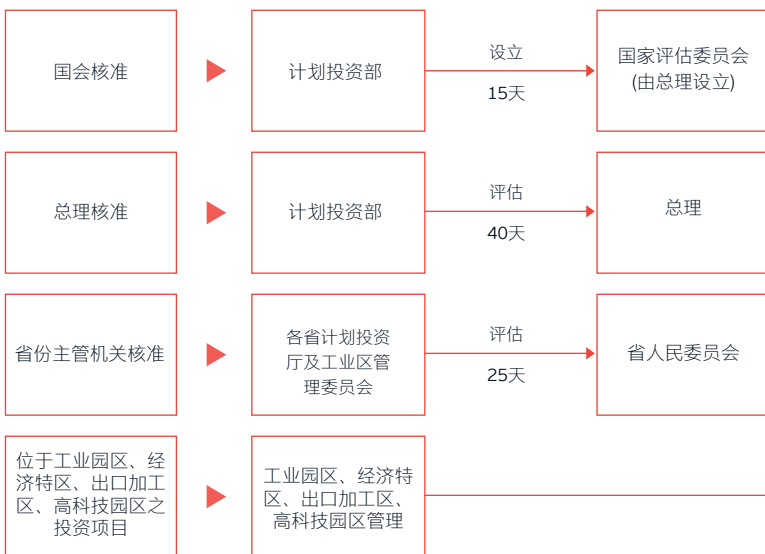 国会核准
计划投资部
设立
15天
国家评估委员会
(由总理设立)
总理核准
计划投资部
评估
40天
总理
省份主管机关核准
各省计划投资
厅及工业区管
理委员会
评估
25天
省人民委员会
位于工业园区、经
济特区、出口加工
区、高科技园区之
投资项目
工业园区、经济特
区、出口加工区、
高科技园区管理